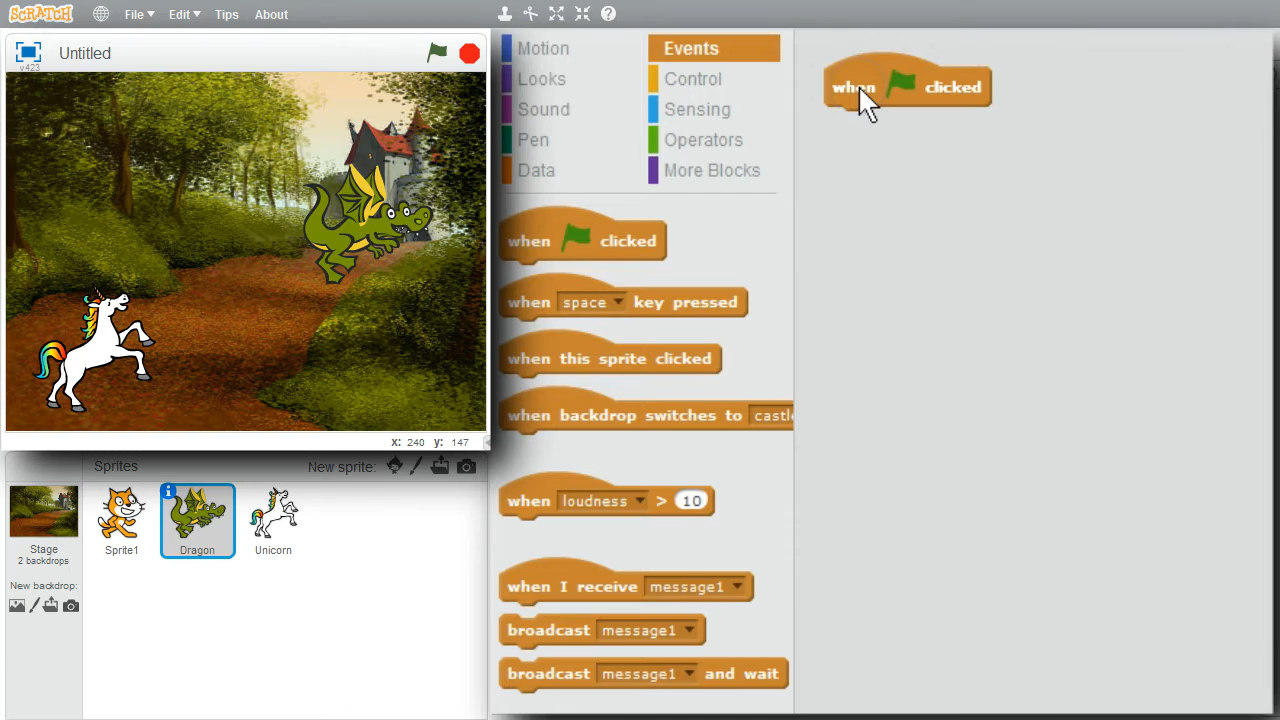 SCRATCH File Edit Tips About
v423 Untitled
x: 240 y: 147
Sprites New sprite:
Stage
2 backdrops
New backdrop:
Sprite1 Dragon Unicorn
Motion Events
Looks Control
Sound Sensing
Pen Operators
Data More Blocks
when clicked
when space key pressed
when this sprite clicked
when backdrop switches to castle
when loudness > 10
when I receive message1
broadcast message1
broadcast message1 and wait
when clicked